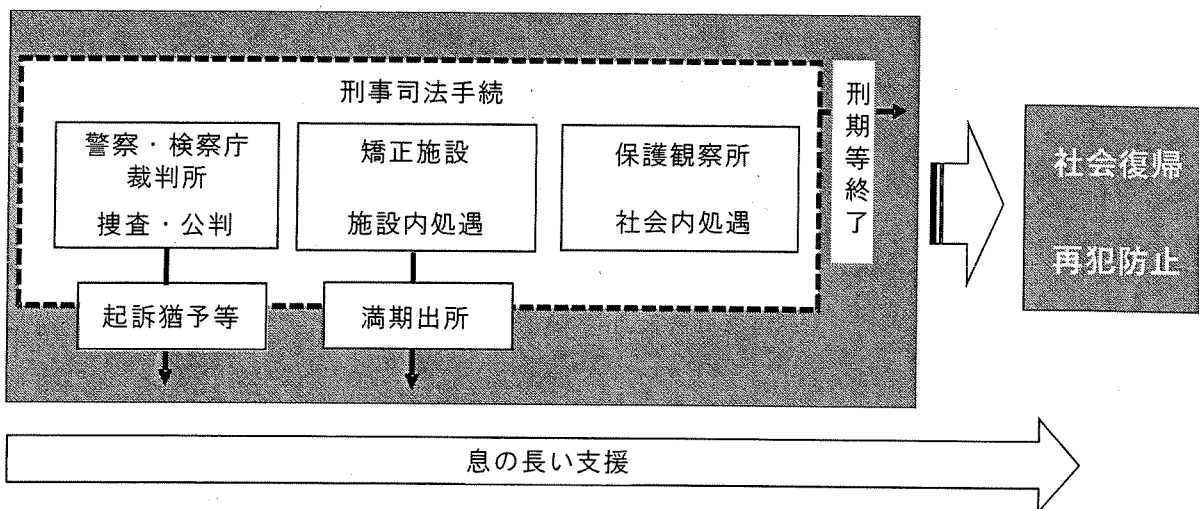 刑事司法手続
警察・検察庁
裁判所
捜査・公判
矯正施設
施設内処遇
保護観察所
社会内処遇
刑期等終了
起訴猶予等
満期出所
社会復帰
再犯防止
息の長い支援